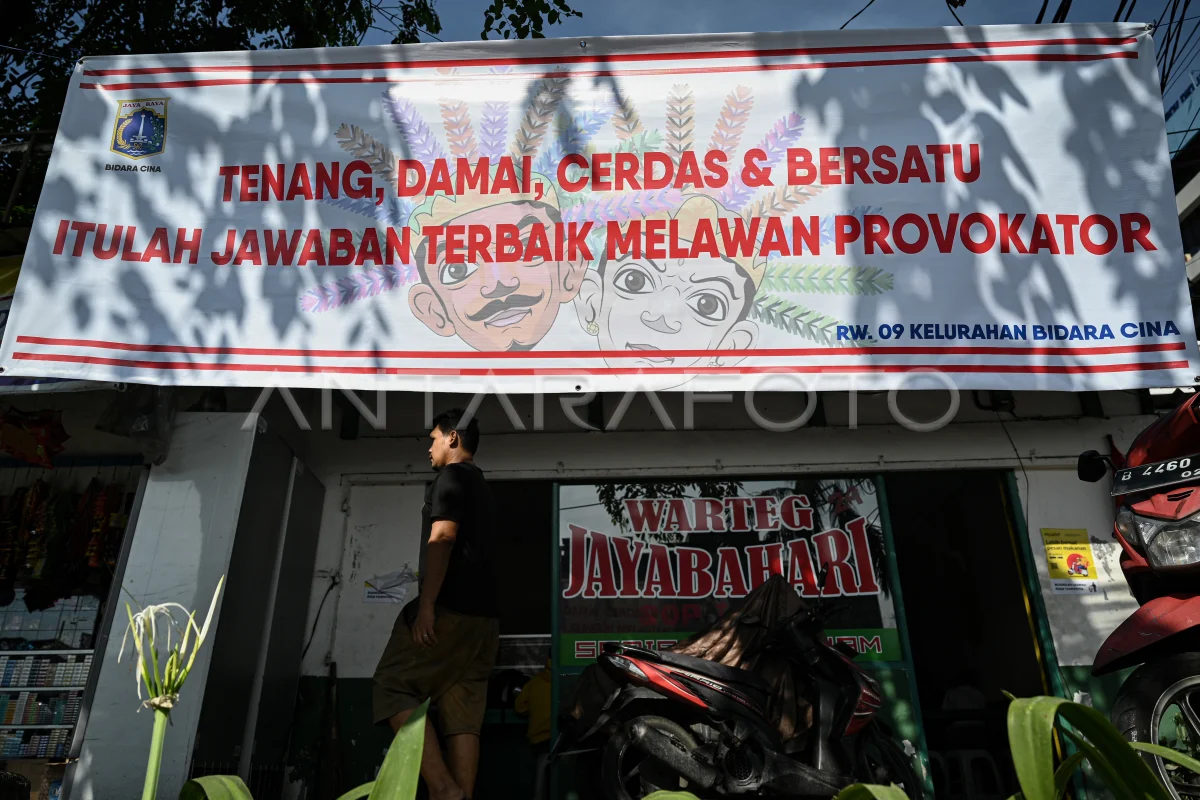 JAYA RAYA
BIDARA CINA
TENANG, DAMAI, CERDAS & BERSATU
ITULAH JAWABAN TERBAIK MELAWAN PROVOKATOR
RW. 09 KELURAHAN BIDARA CINA
ANTARAFOTO
WARTEG
JAYABAHARI
B 4460